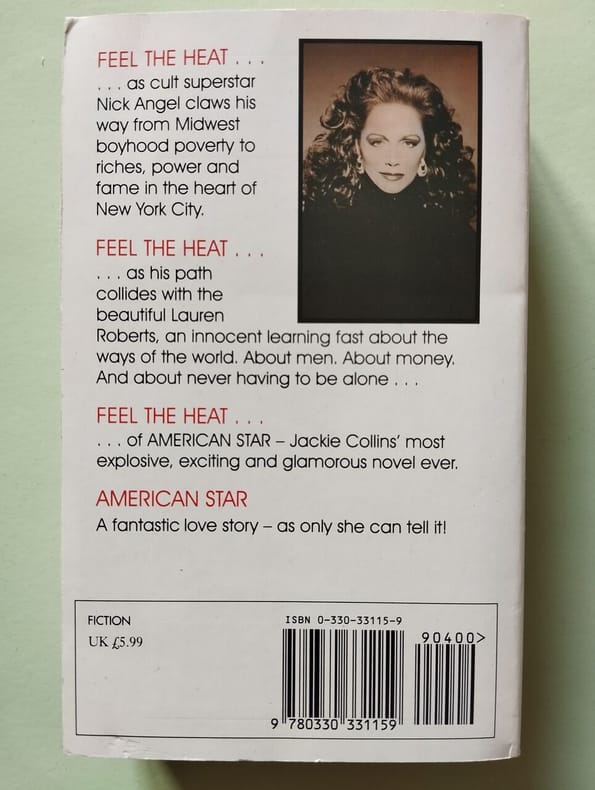 FEEL THE HEAT . . .
. . . as cult superstar
Nick Angel claws his
way from Midwest
boyhood poverty to
riches, power and
fame in the heart of
New York City.
FEEL THE HEAT . . .
. . . as his path
collides with the
beautiful Lauren
Roberts, an innocent learning fast about the
ways of the world. About men. About money.
And about never having to be alone . . .
FEEL THE HEAT . . .
. . . of AMERICAN STAR – Jackie Collins’ most
explosive, exciting and glamorous novel ever.
AMERICAN STAR
A fantastic love story – as only she can tell it!
FICTION
UK £5.99
ISBN 0-330-33115-9
90400>
9 780330 331159